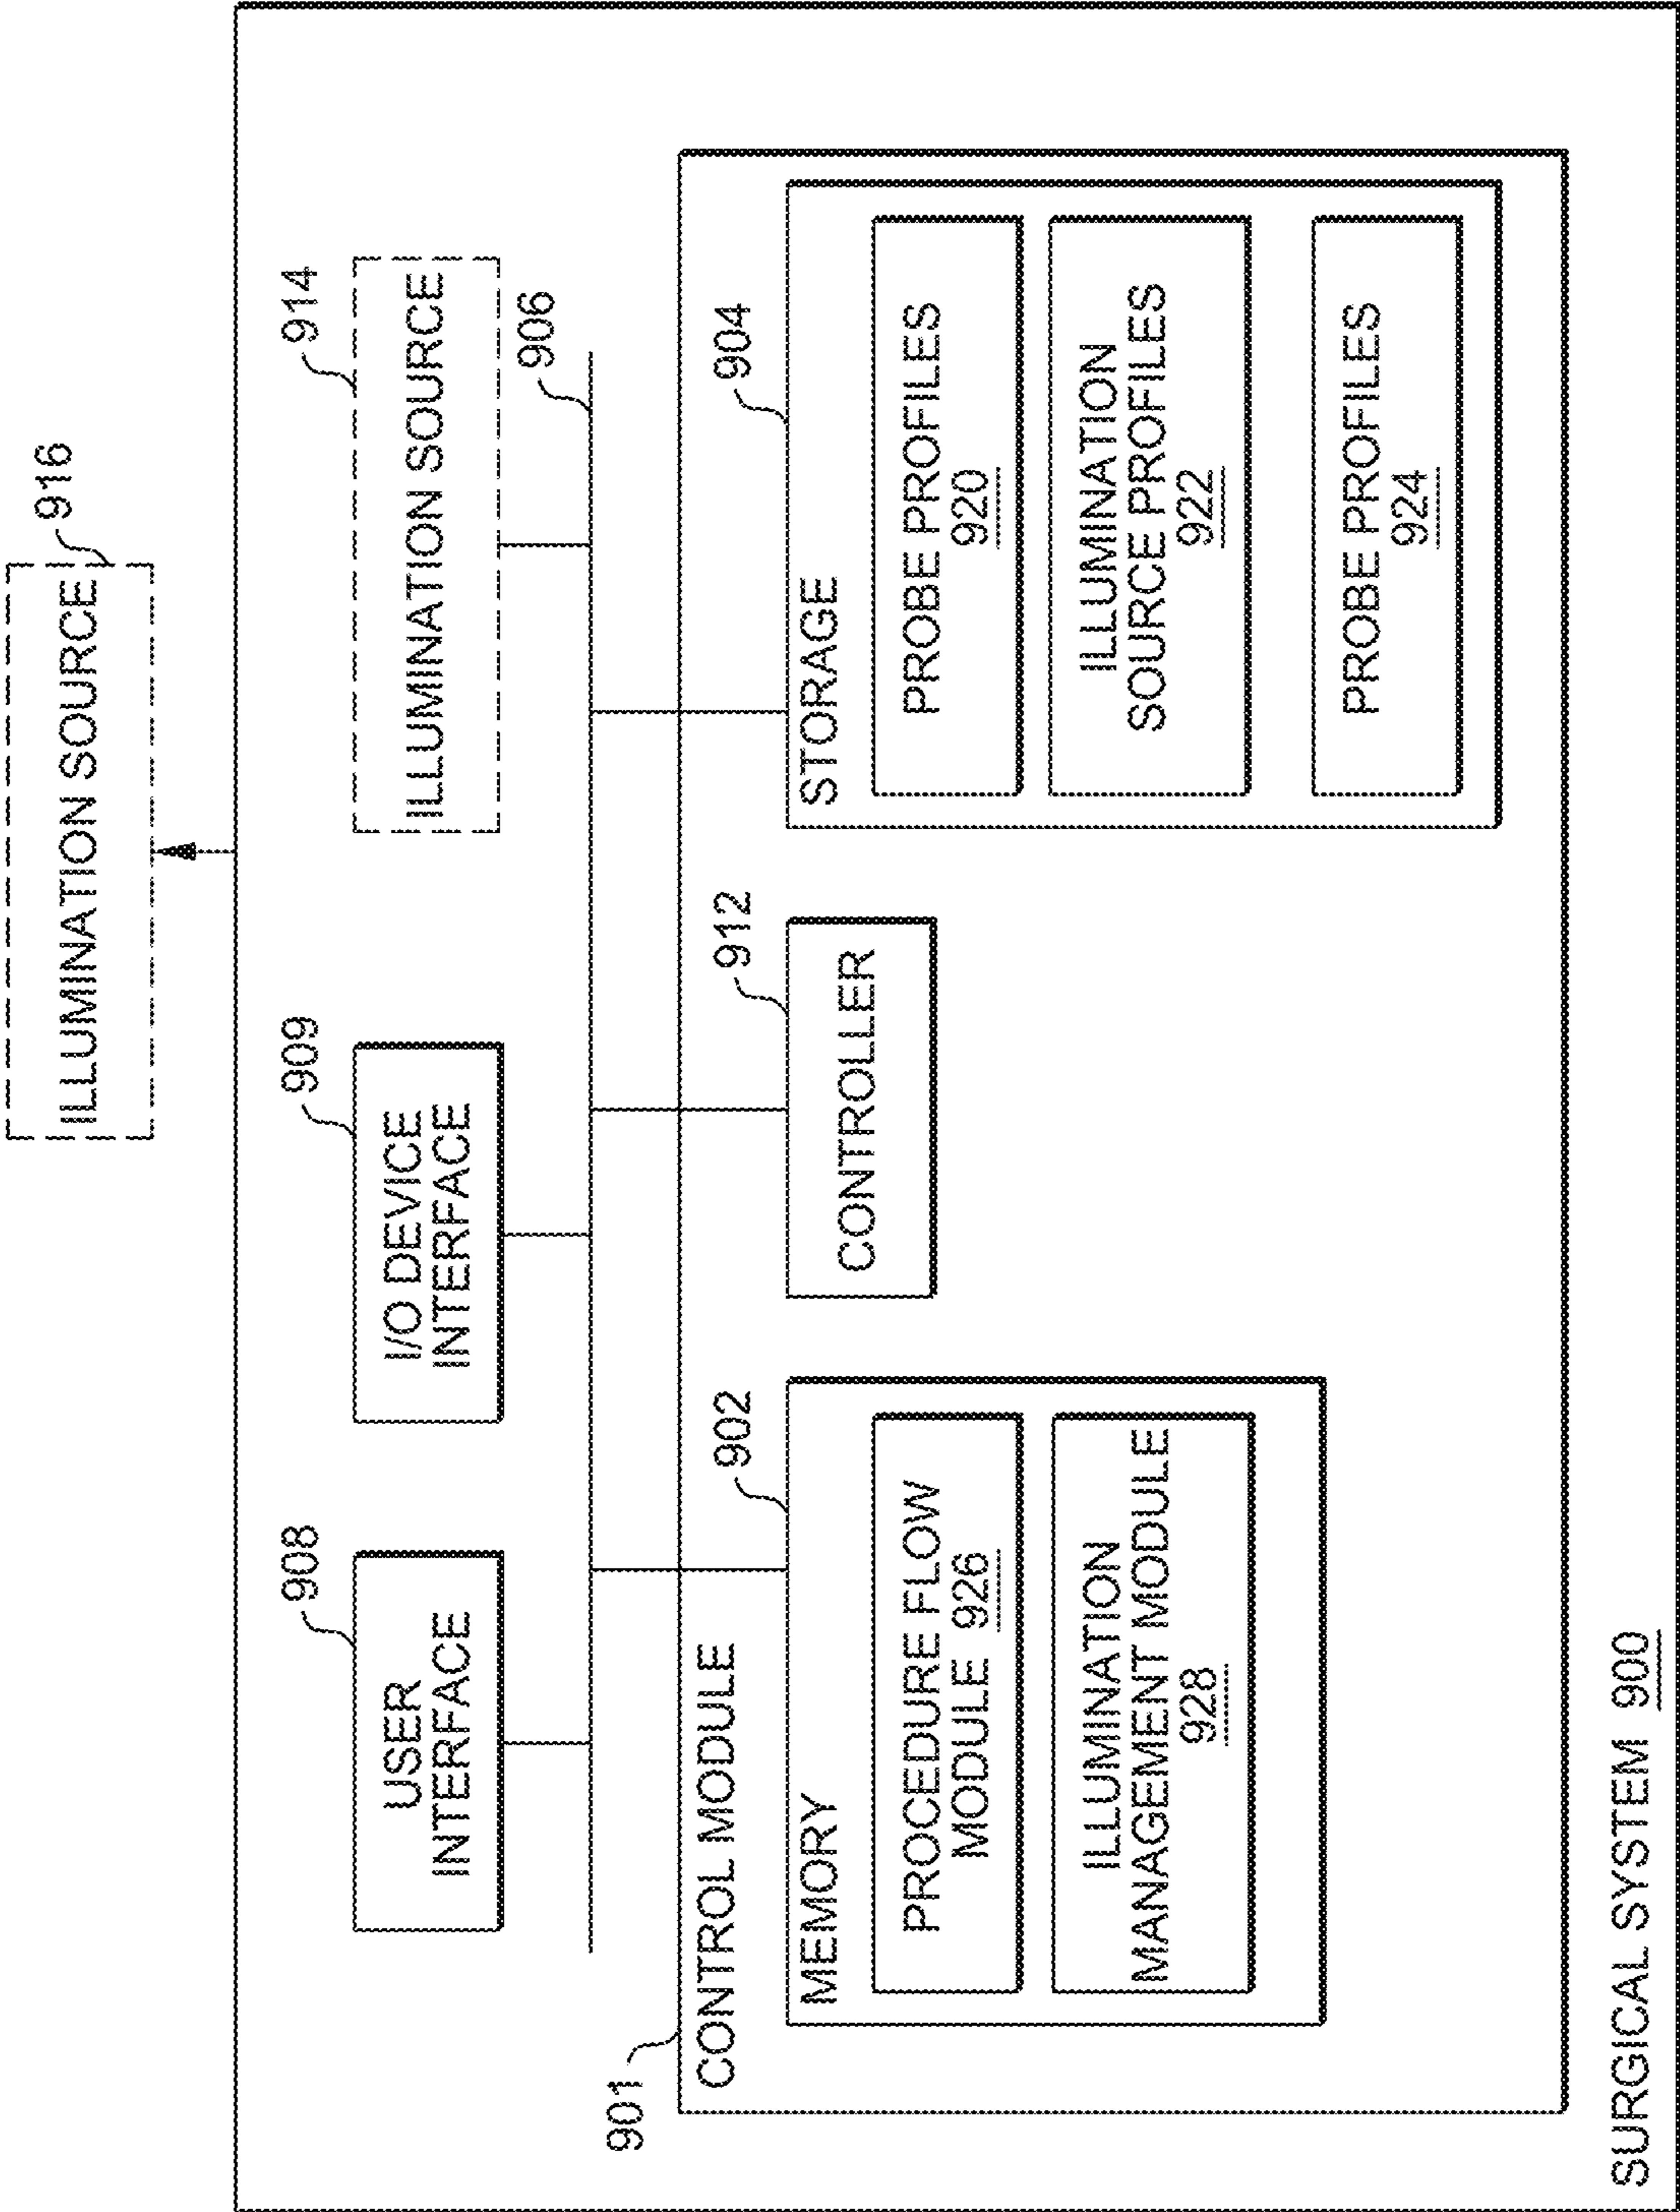 ILLUMINATION SOURCE
916
908
909
914
USER
INTERFACE
I/O DEVICE
INTERFACE
ILLUMINATION SOURCE
906
901
CONTROL MODULE
902
912
904
MEMORY
PROCEDURE FLOW
MODULE 926
ILLUMINATION
MANAGEMENT MODULE
928
CONTROLLER
STORAGE
PROBE PROFILES
920
ILLUMINATION
SOURCE PROFILES
922
PROBE PROFILES
924
SURGICAL SYSTEM 900